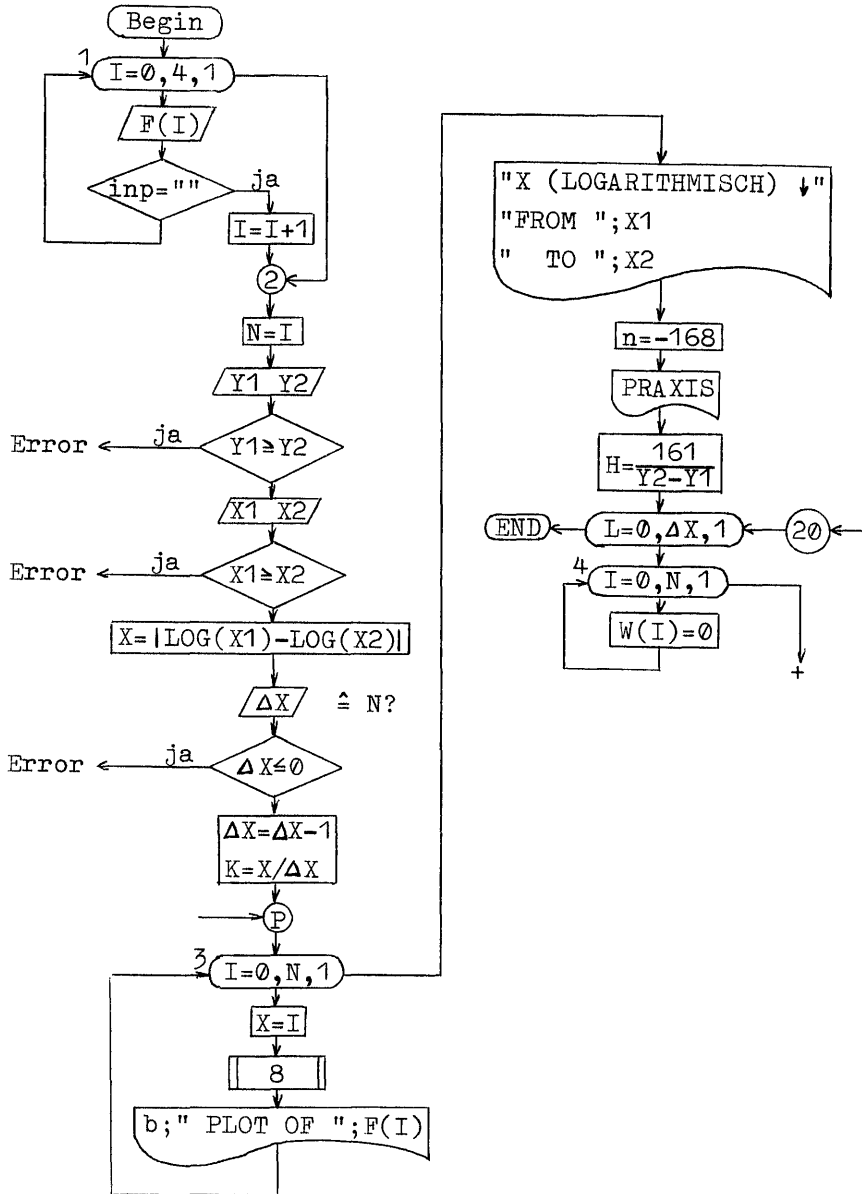 Begin
1
I=0,4,1
F(I)
inp=""
ja
I=I+1
2
N=I
Y1 Y2
Y1≧Y2
ja
Error
X1 X2
X1≧X2
ja
Error
X=|LOG(X1)-LOG(X2)|
ΔX ≙ N?
ΔX≦0
ja
Error
ΔX=ΔX-1
K=X/ΔX
P
3
I=0,N,1
X=I
8
b;" PLOT OF ";F(I)
"X (LOGARITHMISCH) ↓"
"FROM ";X1
"  TO ";X2
n=-168
PRAXIS
H=161/Y2-Y1
END
L=0,ΔX,1
20
4
I=0,N,1
W(I)=0
+